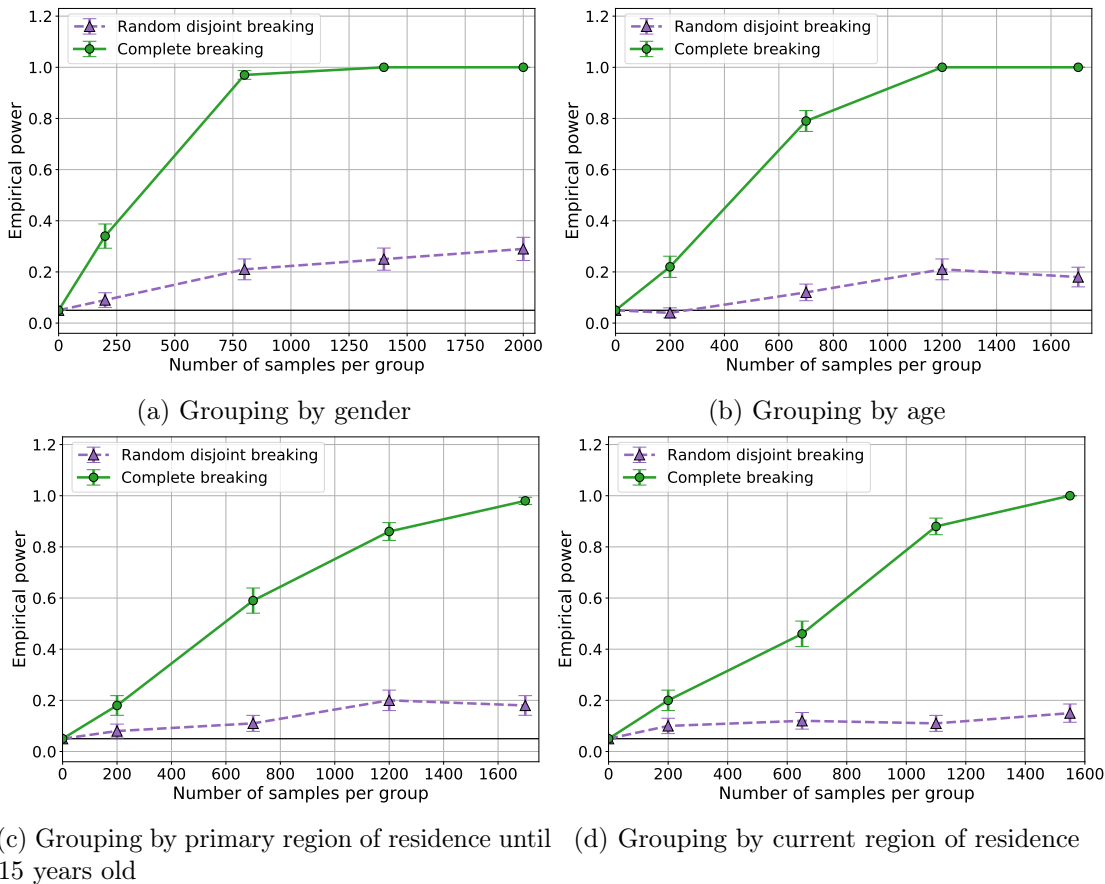 1.2
1.0
0.8
0.6
0.4
0.2
0.0
Empirical power
Random disjoint breaking
Complete breaking
0 250 500 750 1000 1250 1500 1750 2000
Number of samples per group
(a) Grouping by gender
1.2
1.0
0.8
0.6
0.4
0.2
0.0
Empirical power
Random disjoint breaking
Complete breaking
0 200 400 600 800 1000 1200 1400 1600
Number of samples per group
(b) Grouping by age
1.2
1.0
0.8
0.6
0.4
0.2
0.0
Empirical power
Random disjoint breaking
Complete breaking
0 200 400 600 800 1000 1200 1400 1600
Number of samples per group
(c) Grouping by primary region of residence until
15 years old
1.2
1.0
0.8
0.6
0.4
0.2
0.0
Empirical power
Random disjoint breaking
Complete breaking
0 200 400 600 800 1000 1200 1400 1600
Number of samples per group
(d) Grouping by current region of residence